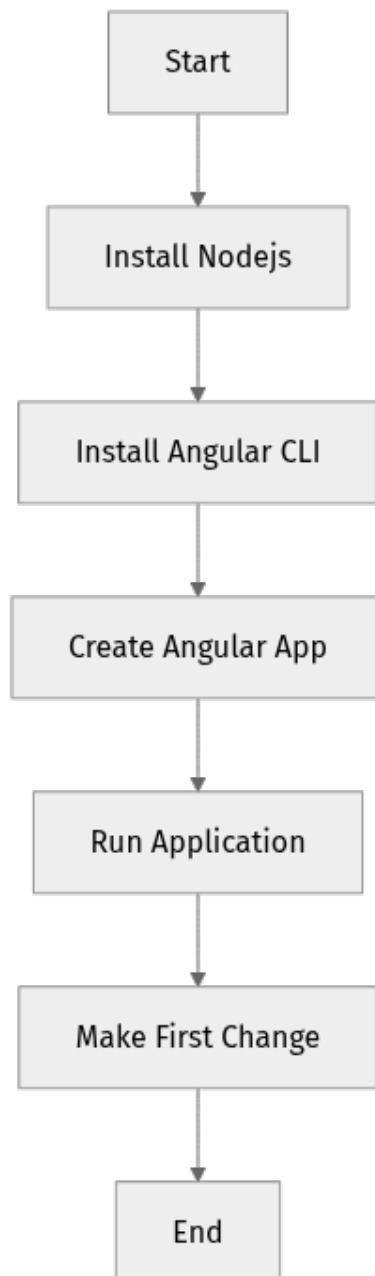 Start
Install Nodejs
Install Angular CLI
Create Angular App
Run Application
Make First Change
End